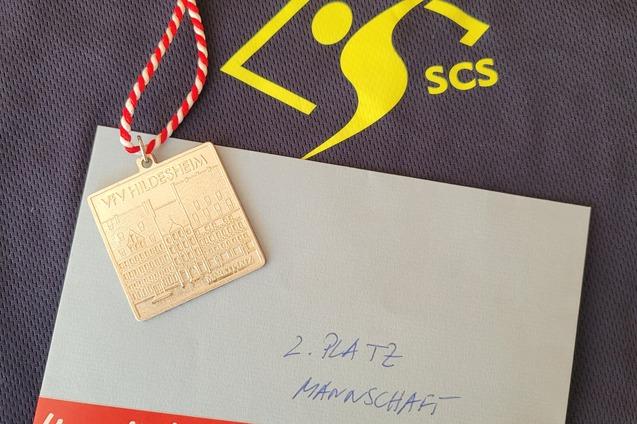 SCS
VfV HILDESHEIM
2. PLATZ
MANNSCHAFT